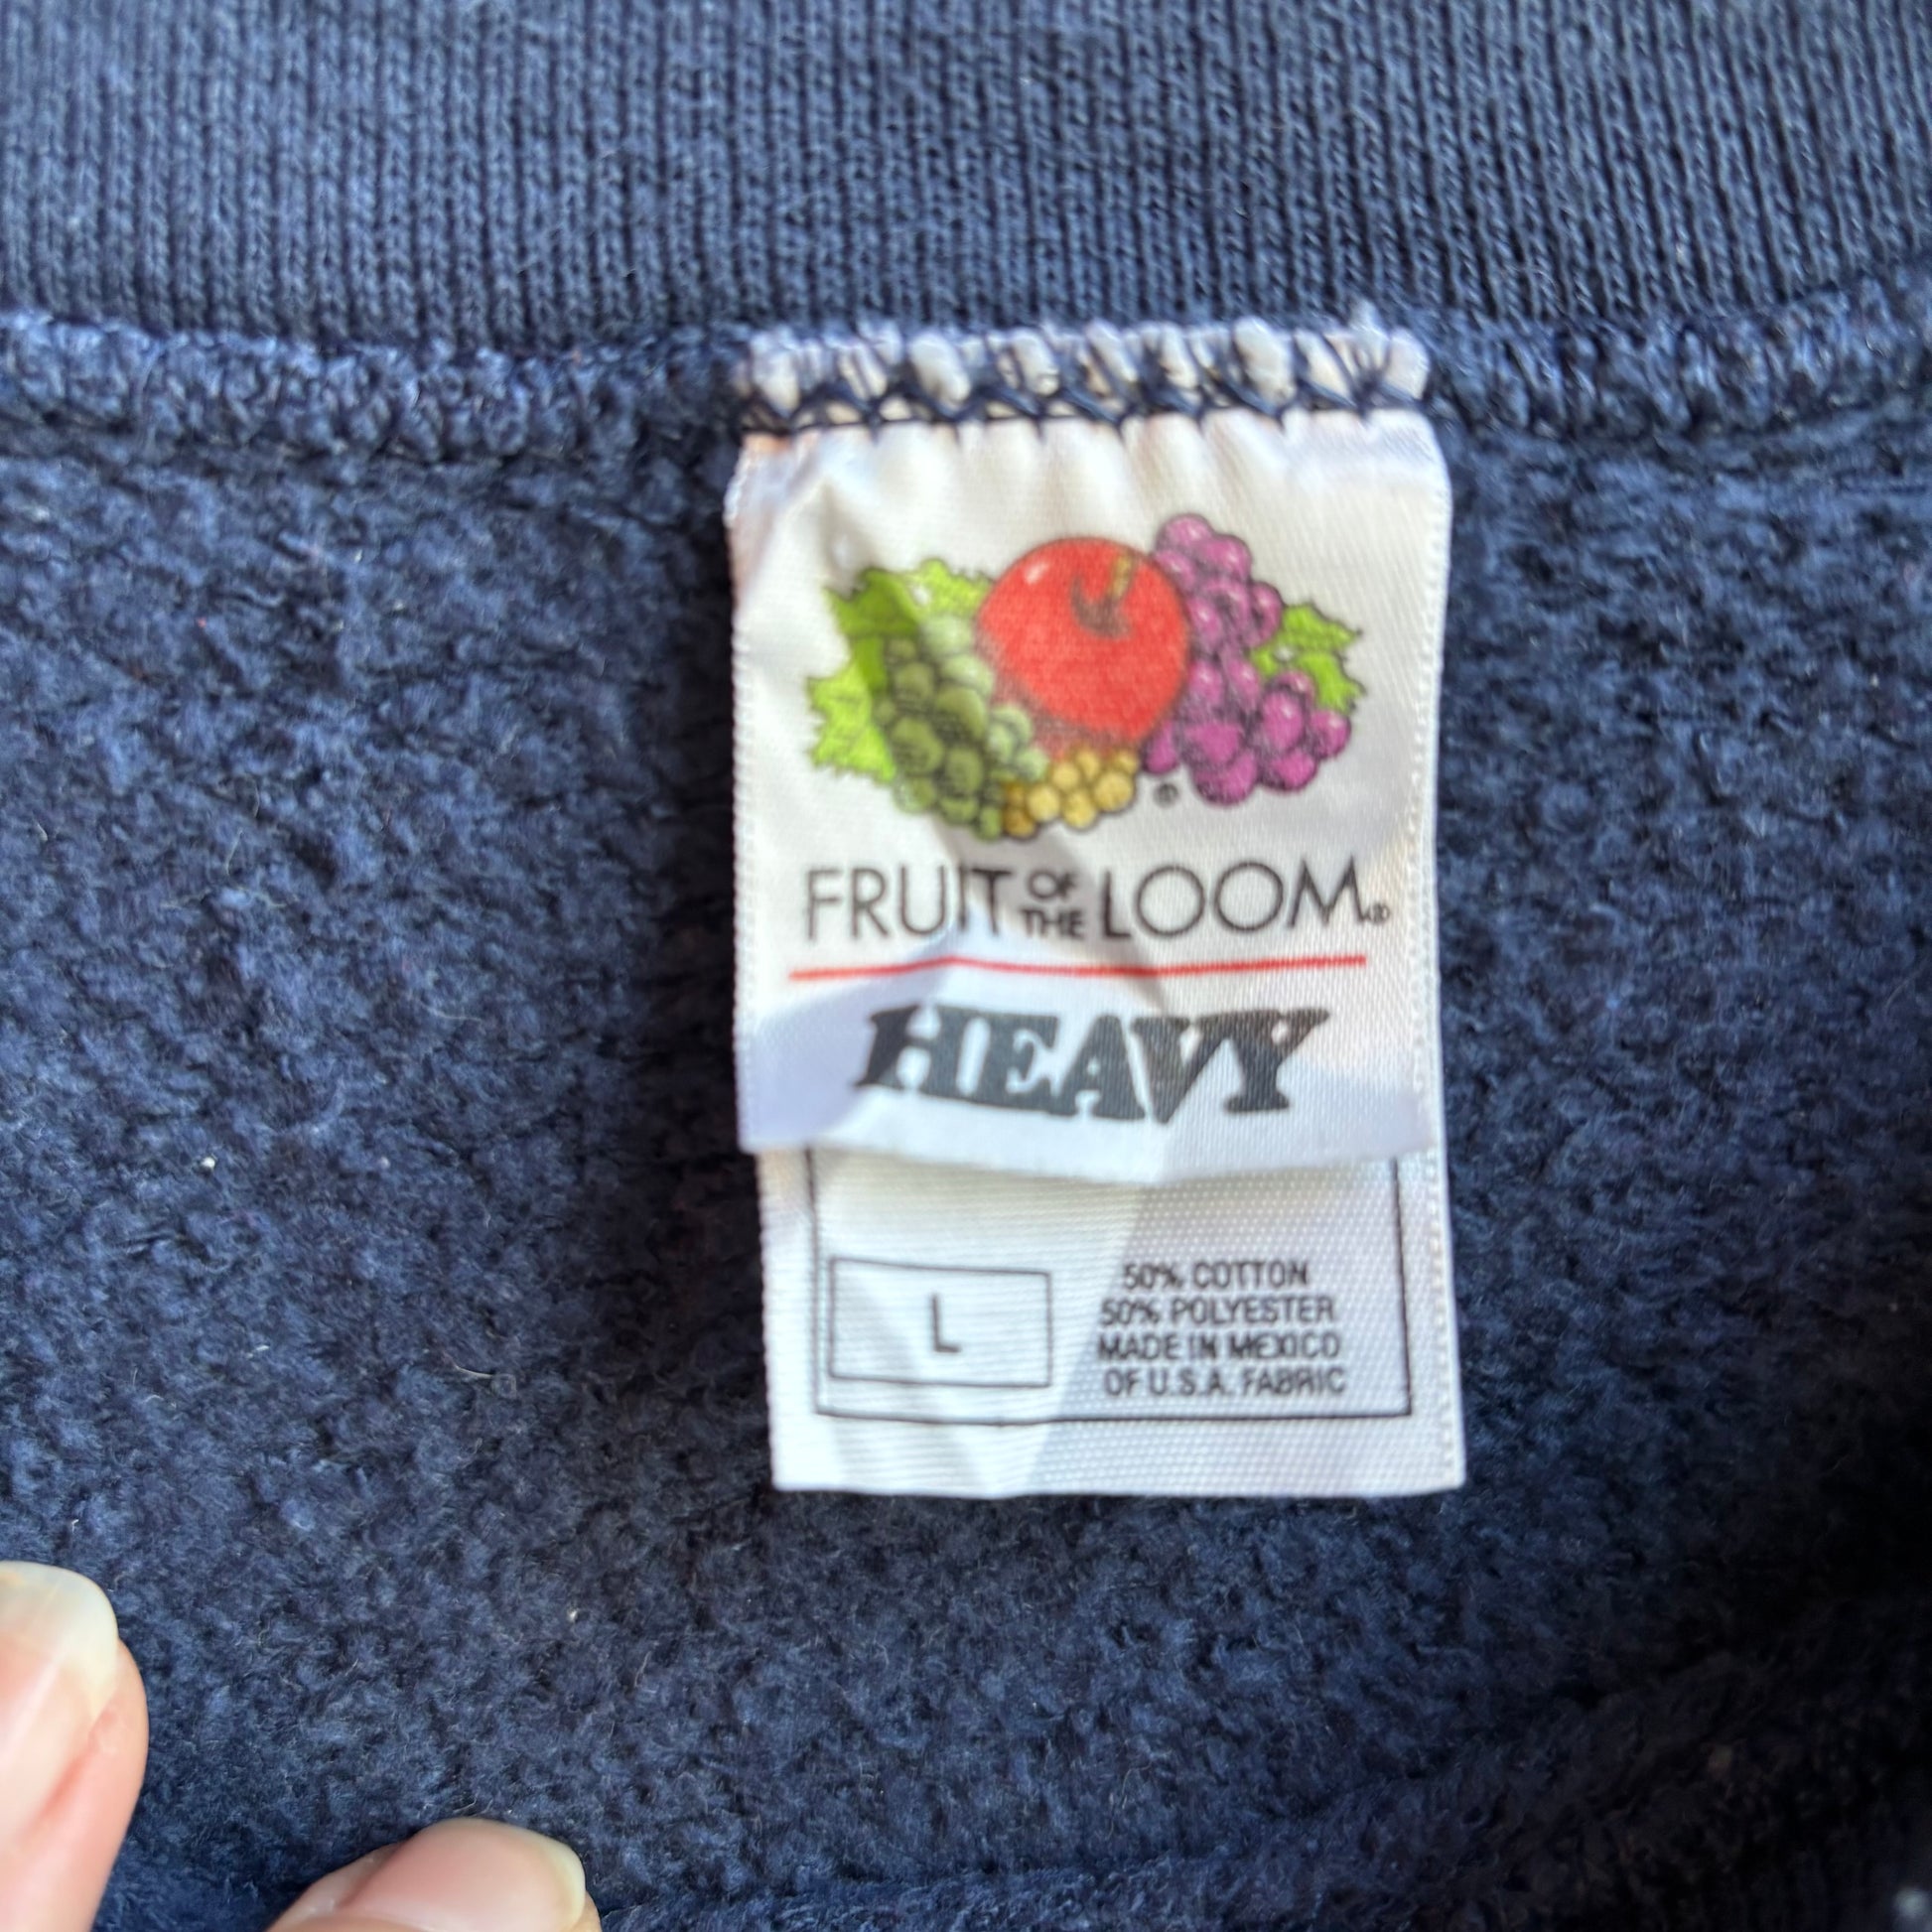 ®
FRUIT OF THE LOOM®
HEAVY
L
50% COTTON
50% POLYESTER
MADE IN MEXICO
OF U.S.A. FABRIC